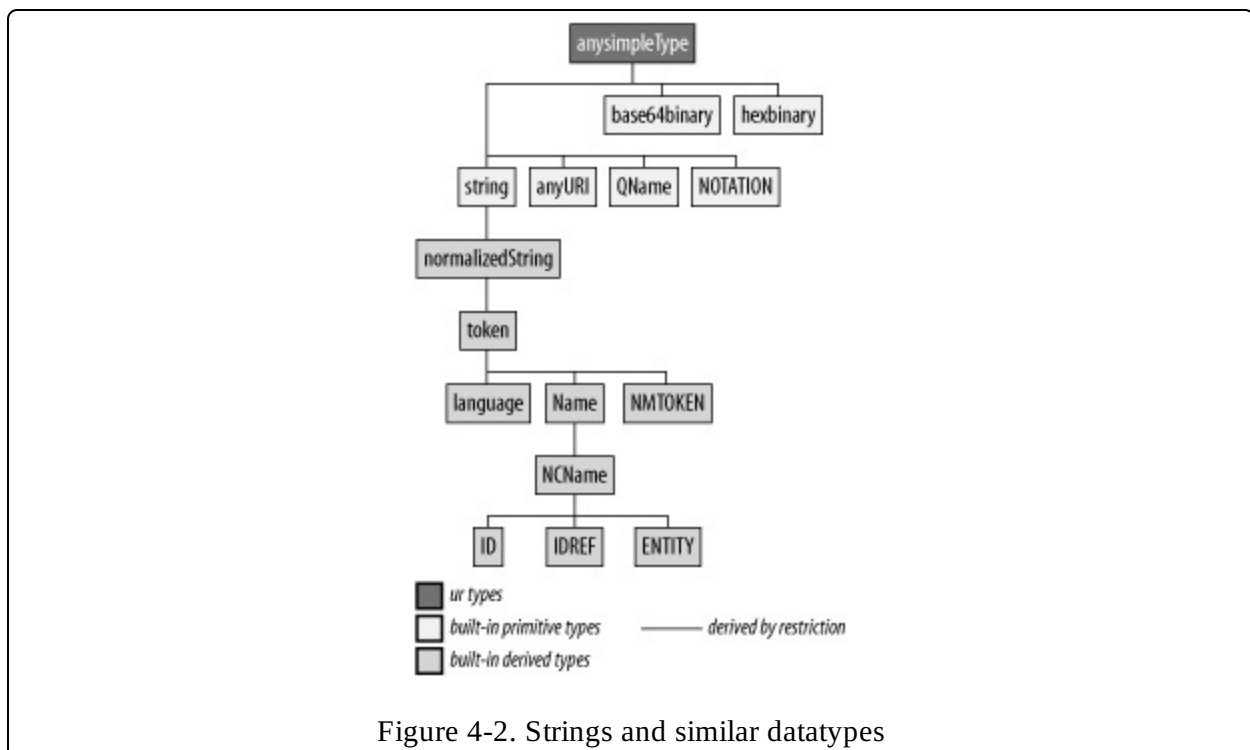 anysimpleType
base64binary hexbinary
string anyURI QName NOTATION
normalizedString
token
language Name NMTOKEN
NCName
ID IDREF ENTITY
ur types
built-in primitive types derived by restriction
built-in derived types
Figure 4-2. Strings and similar datatypes